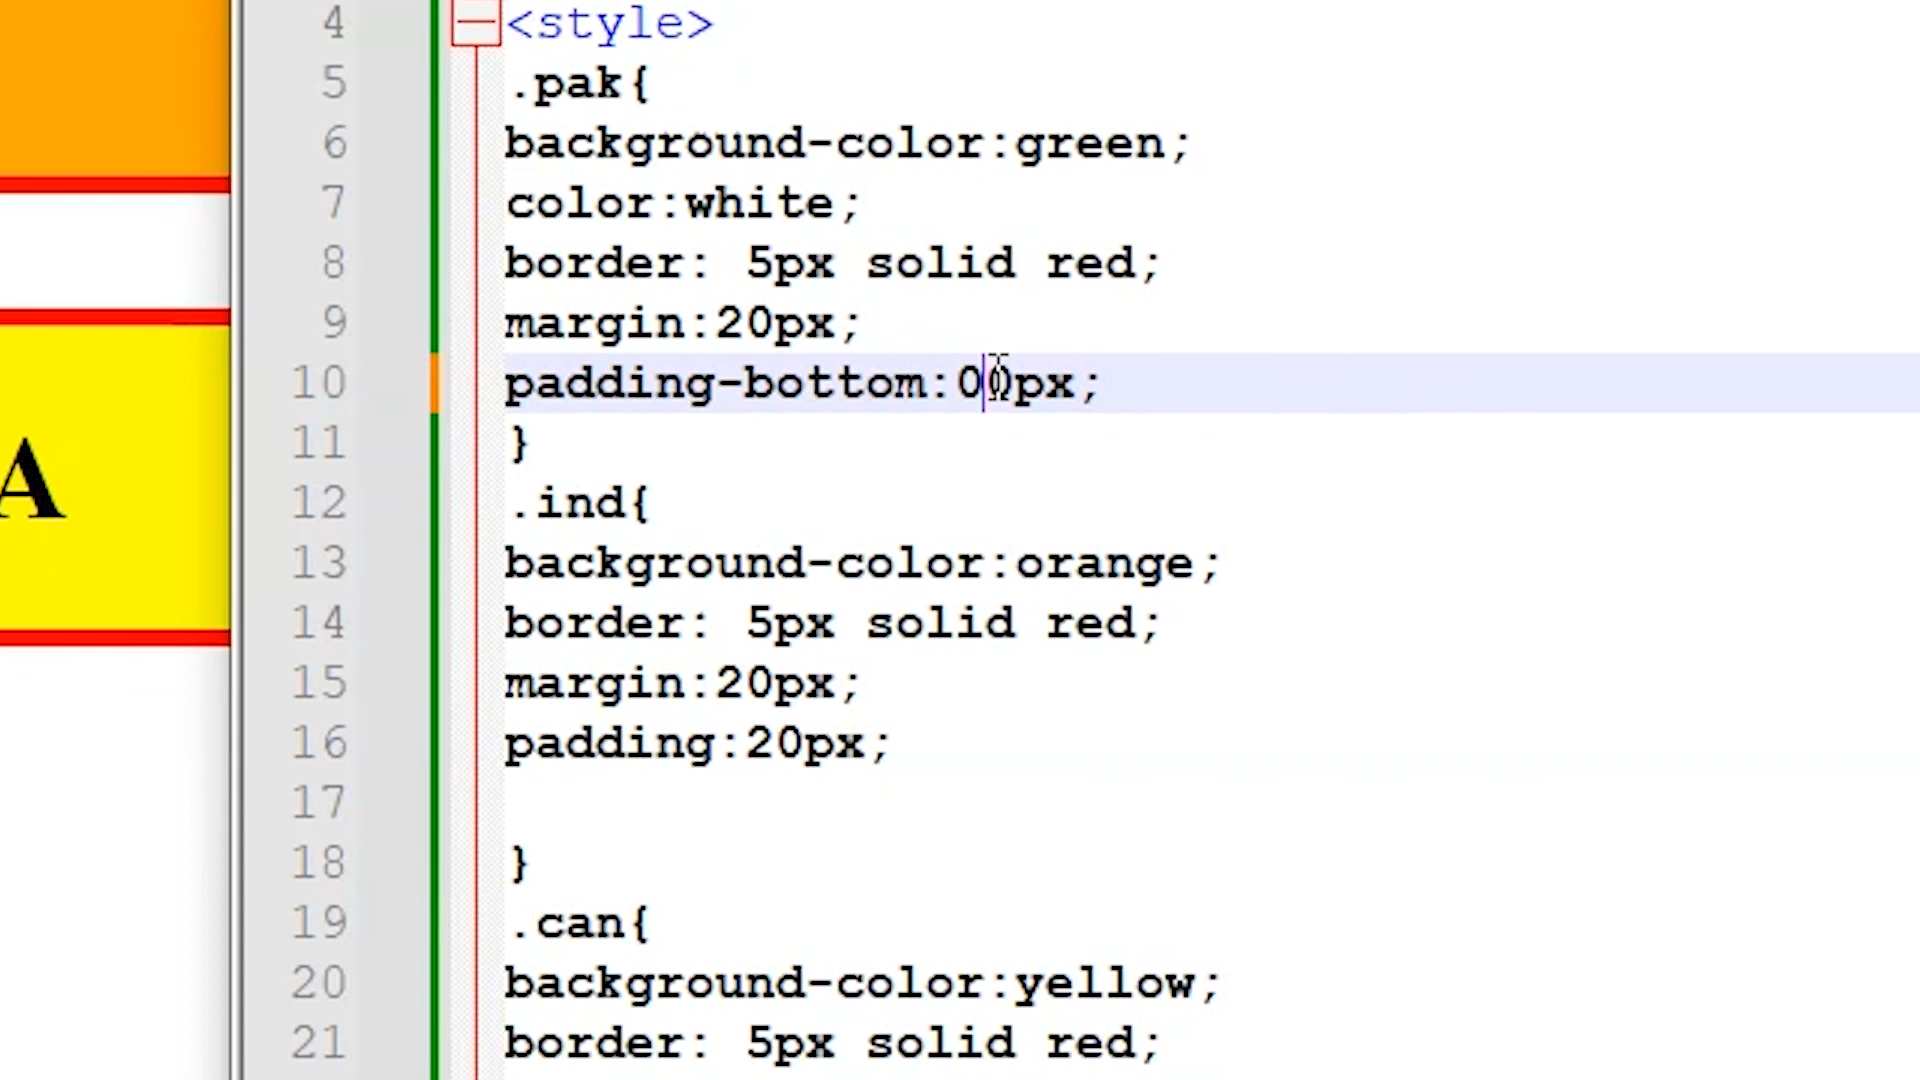 4 <style>
5 .pak{
6 background-color:green;
7 color:white;
8 border: 5px solid red;
9 margin:20px;
10 padding-bottom:00px;
11 }
12 .ind{
13 background-color:orange;
14 border: 5px solid red;
15 margin:20px;
16 padding:20px;
17
18 }
19 .can{
20 background-color:yellow;
21 border: 5px solid red;
A